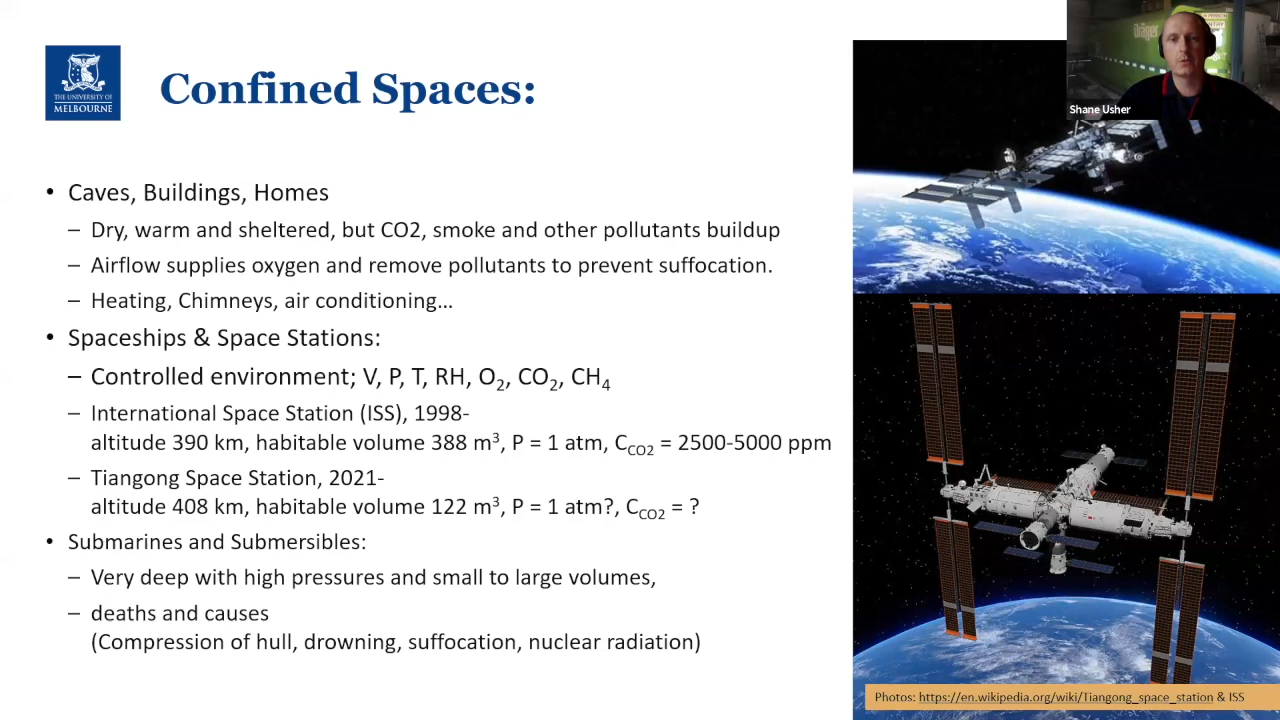 THE UNIVERSITY OF
MELBOURNE
Confined Spaces:
• Caves, Buildings, Homes
– Dry, warm and sheltered, but CO2, smoke and other pollutants buildup
– Airflow supplies oxygen and remove pollutants to prevent suffocation.
– Heating, Chimneys, air conditioning…
• Spaceships & Space Stations:
– Controlled environment; V, P, T, RH, O₂, CO₂, CH₄
– International Space Station (ISS), 1998-
altitude 390 km, habitable volume 388 m³, P = 1 atm, C_CO2 = 2500-5000 ppm
– Tiangong Space Station, 2021-
altitude 408 km, habitable volume 122 m³, P = 1 atm?, C_CO2 = ?
• Submarines and Submersibles:
– Very deep with high pressures and small to large volumes,
– deaths and causes
(Compression of hull, drowning, suffocation, nuclear radiation)
Dräger
Shane Usher
Photos: https://en.wikipedia.org/wiki/Tiangong_space_station & ISS